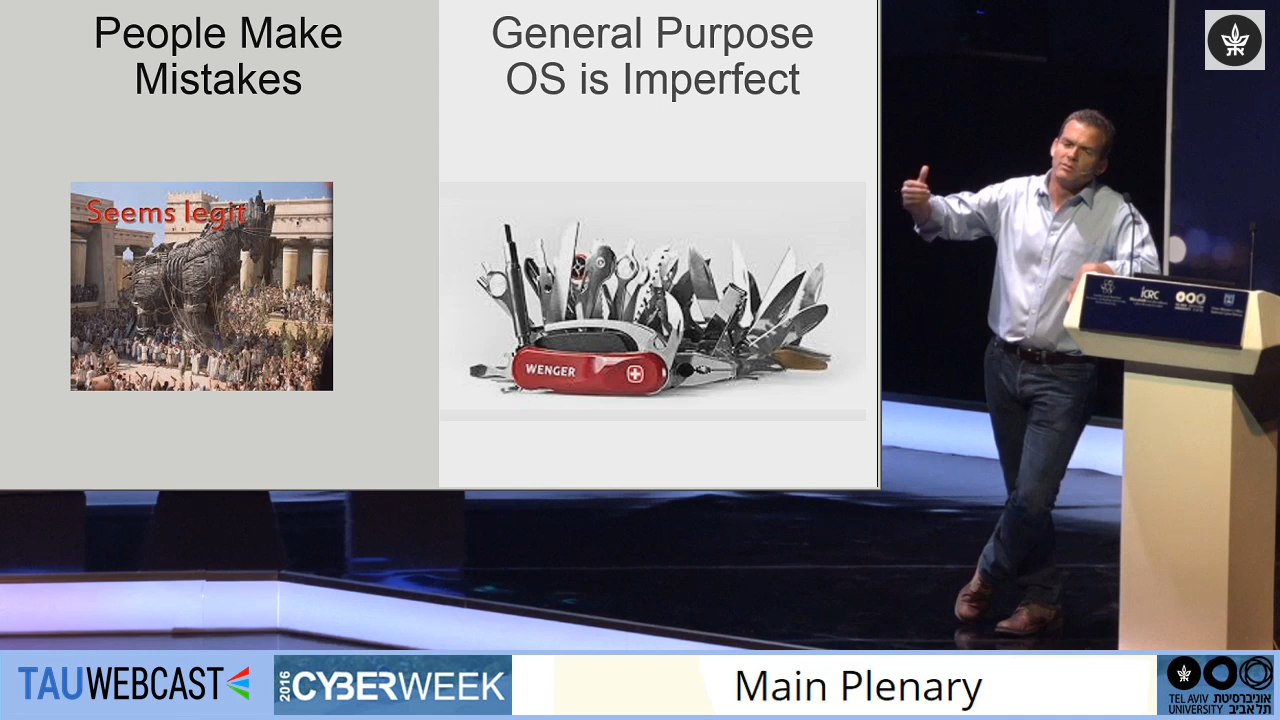 People Make
Mistakes
General Purpose
OS is Imperfect
Seems legit
WENGER
iCRC
TAUWEBCAST
2016 CYBERWEEK
Main Plenary
TEL AVIV
UNIVERSITY
אוניברסיטת
תל אביב